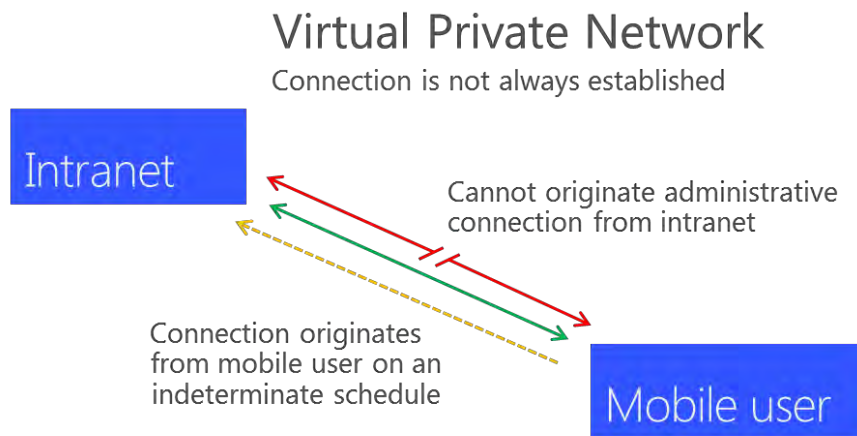 Virtual Private Network
Connection is not always established
Intranet
Cannot originate administrative
connection from intranet
Connection originates
from mobile user on an
indeterminate schedule
Mobile user